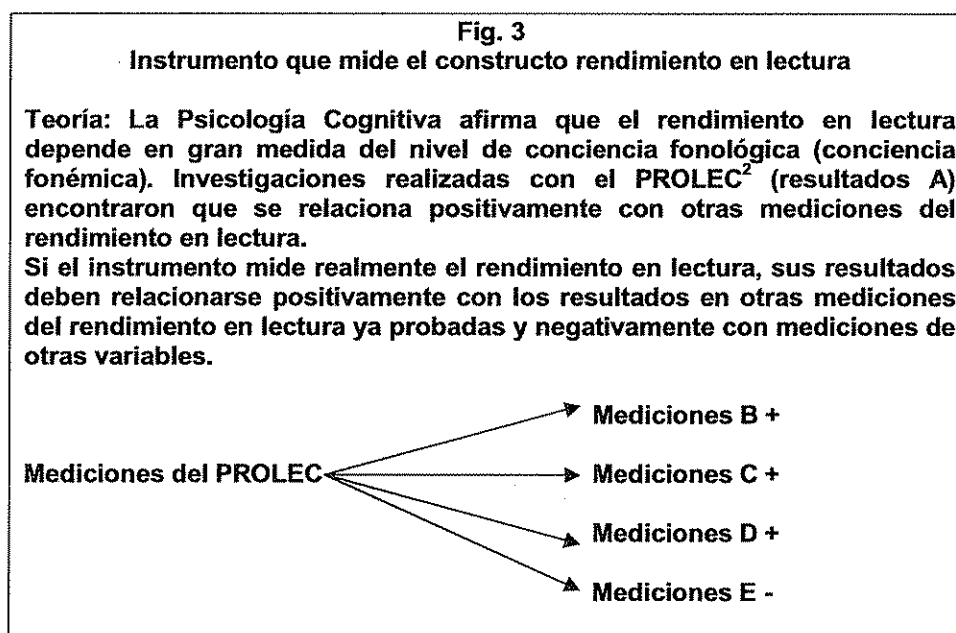 Fig. 3
Instrumento que mide el constructo rendimiento en lectura
Teoría: La Psicología Cognitiva afirma que el rendimiento en lectura
depende en gran medida del nivel de conciencia fonológica (conciencia
fonémica). Investigaciones realizadas con el PROLEC² (resultados A)
encontraron que se relaciona positivamente con otras mediciones del
rendimiento en lectura.
Si el instrumento mide realmente el rendimiento en lectura, sus resultados
deben relacionarse positivamente con los resultados en otras mediciones
del rendimiento en lectura ya probadas y negativamente con mediciones de
otras variables.
Mediciones B +
Mediciones del PROLEC
Mediciones C +
Mediciones D +
Mediciones E -